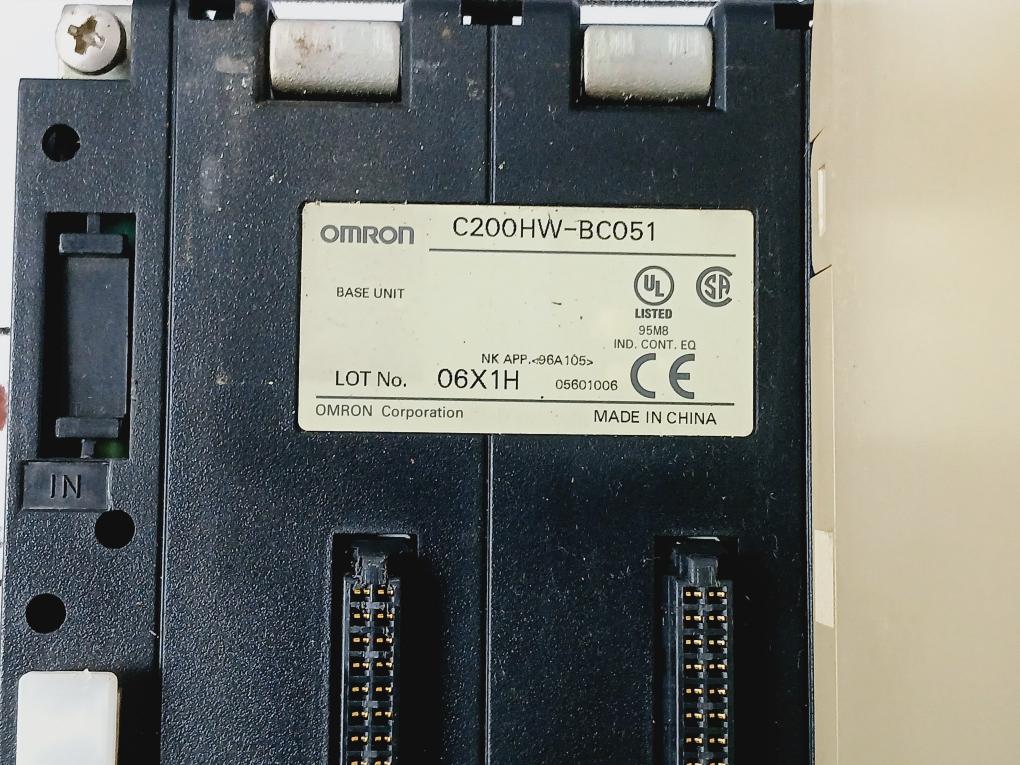 OMRON C200HW-BC051
BASE UNIT
UL
LISTED
SA
95M8
IND. CONT. EQ
NK APP.<96A105>
LOT No. 06X1H 05601006 CE
OMRON Corporation MADE IN CHINA
IN